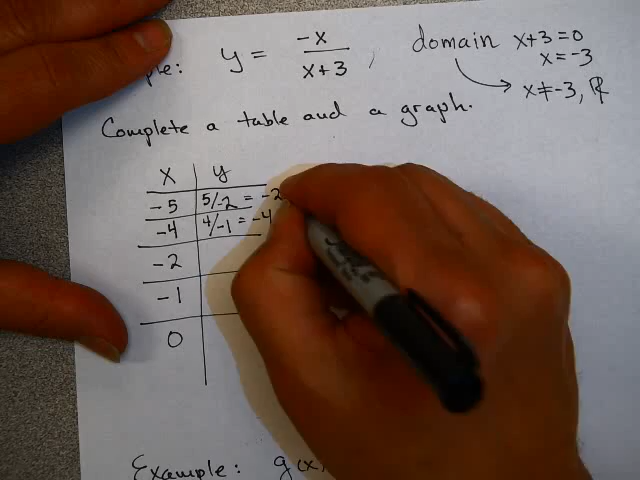 ple: y = -x / x+3 , domain x+3=0
x=-3
x≠-3, ℝ
Complete a table and a graph.
x y
-5 5/-2 = -2
-4 4/-1 = -4
-2
-1
0
Example: g(x)